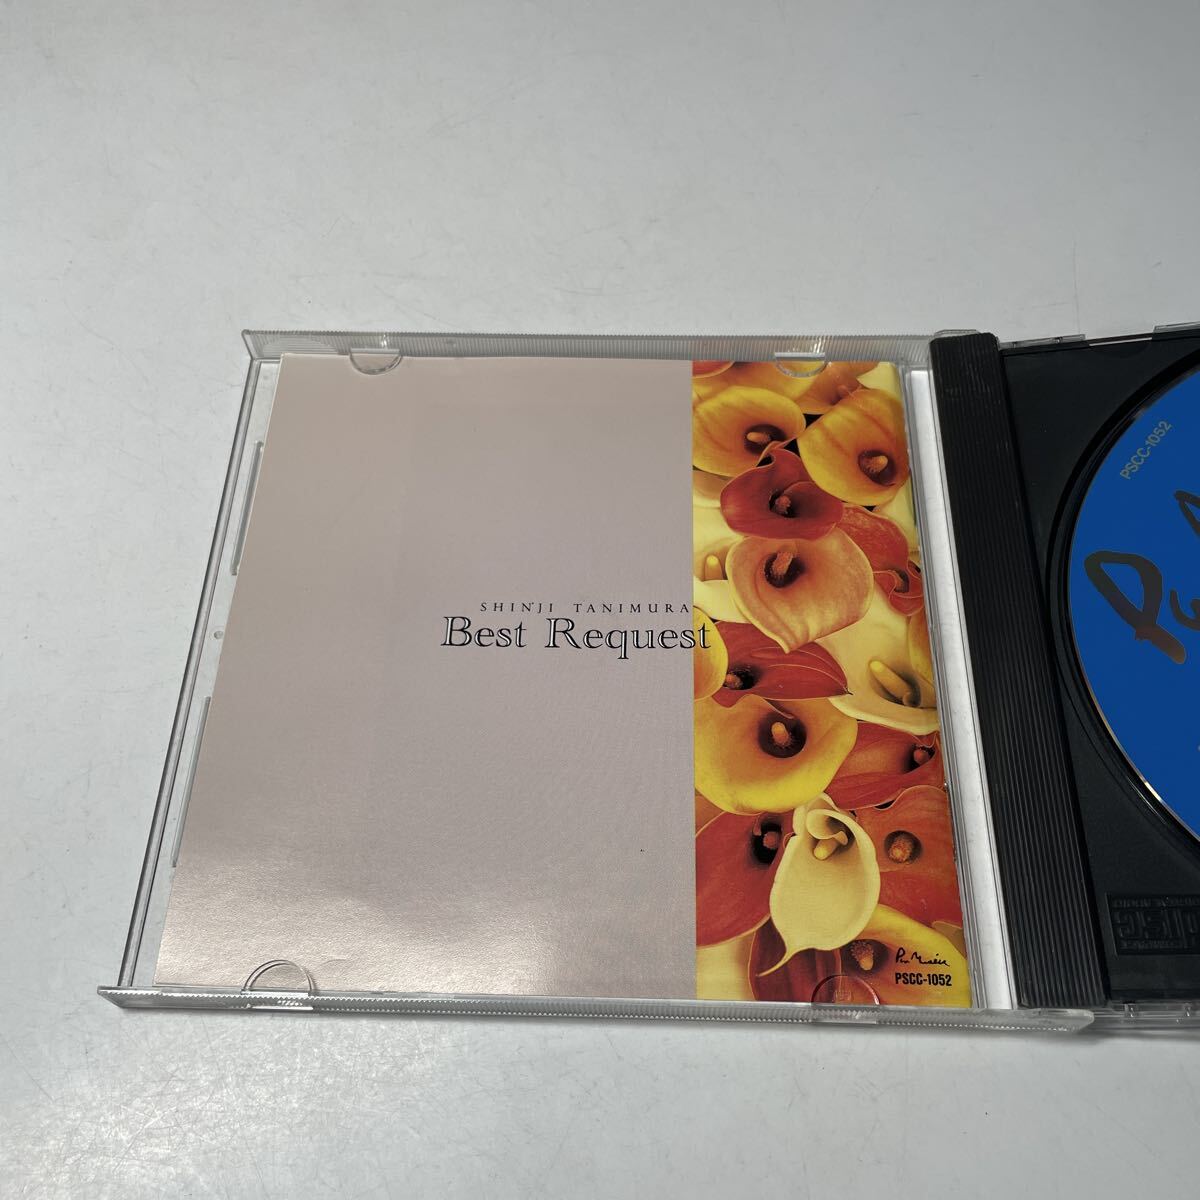 SHINJI TANIMURA
Best Request
PSCC-1052
PSCC-1052